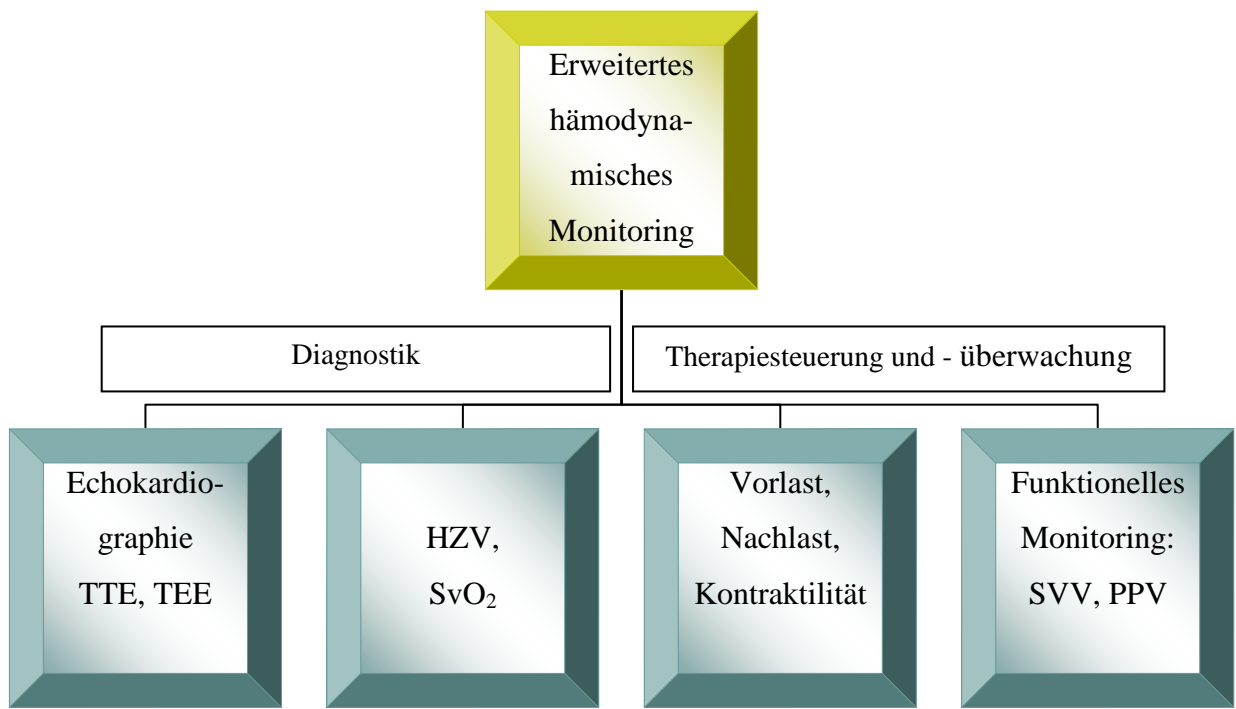 Erweitertes
hämodyna-
misches
Monitoring
Diagnostik
Therapiesteuerung und - überwachung
Echokardio-
graphie
TTE, TEE
HZV,
SvO₂
Vorlast,
Nachlast,
Kontraktilität
Funktionelles
Monitoring:
SVV, PPV